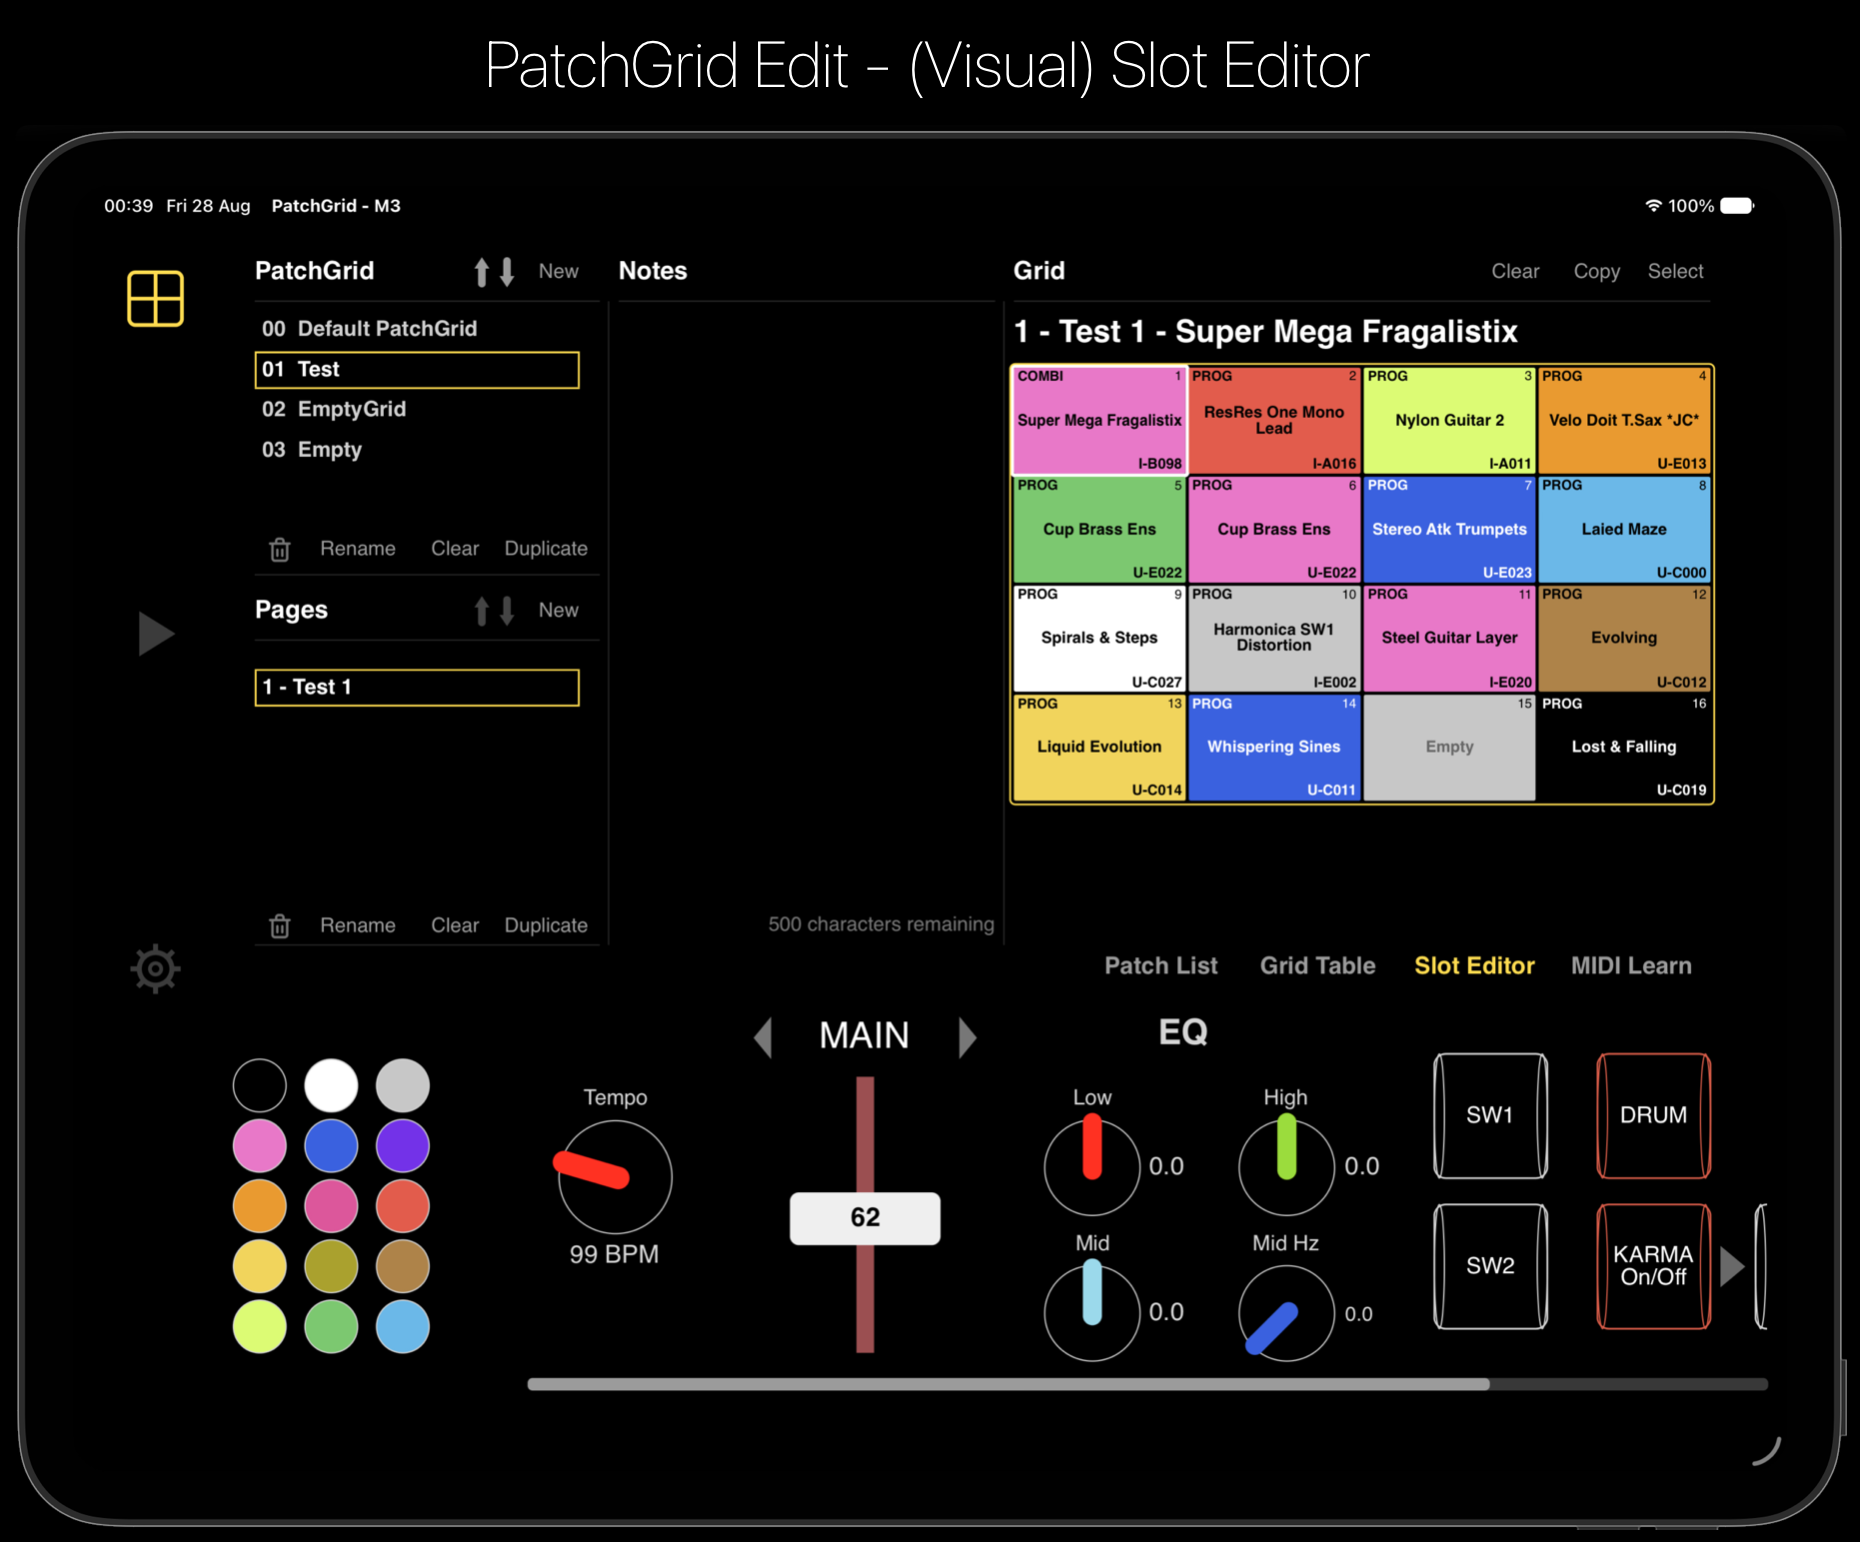 PatchGrid Edit - (Visual) Slot Editor
00:39 Fri 28 Aug PatchGrid - M3
100%
PatchGrid New
00 Default PatchGrid
01 Test
02 EmptyGrid
03 Empty
Rename Clear Duplicate
Pages New
1 - Test 1
Rename Clear Duplicate
Notes
500 characters remaining
Grid Clear Copy Select
1 - Test 1 - Super Mega Fragalistix
COMBI 1
Super Mega Fragalistix
I-B098
PROG 2
ResRes One Mono
Lead
I-A016
PROG 3
Nylon Guitar 2
I-A011
PROG 4
Velo Doit T.Sax *JC*
U-E013
PROG 5
Cup Brass Ens
U-E022
PROG 6
Cup Brass Ens
U-E022
PROG 7
Stereo Atk Trumpets
U-E023
PROG 8
Laied Maze
U-C000
PROG 9
Spirals & Steps
U-C027
PROG 10
Harmonica SW1
Distortion
I-E002
PROG 11
Steel Guitar Layer
I-E020
PROG 12
Evolving
U-C012
PROG 13
Liquid Evolution
U-C014
PROG 14
Whispering Sines
U-C011
15
Empty
PROG 16
Lost & Falling
U-C019
Patch List Grid Table Slot Editor MIDI Learn
Tempo
99 BPM
MAIN
62
EQ
Low
0.0
High
0.0
Mid
0.0
Mid Hz
0.0
SW1
DRUM
SW2
KARMA
On/Off